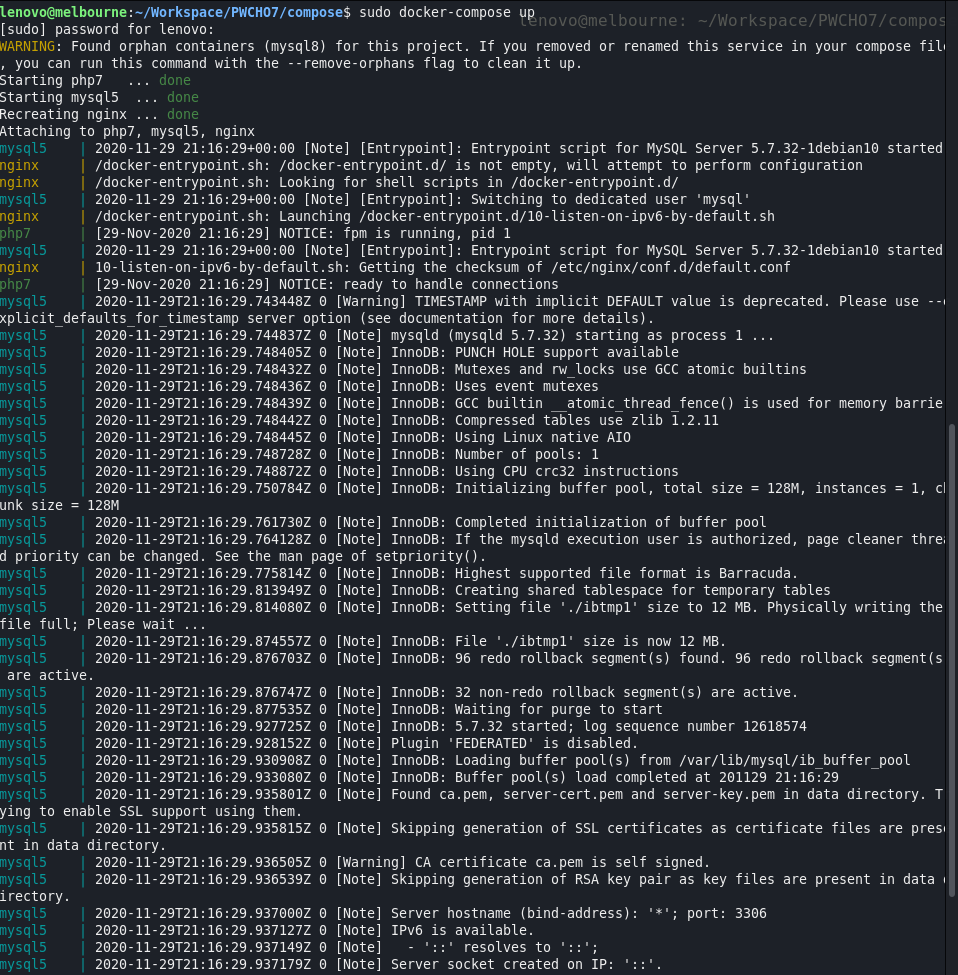 lenovo@melbourne:~/Workspace/PWCHO7/compose$ sudo docker-compose up
lenovo@melbourne: ~/Workspace/PWCHO7/compos
[sudo] password for lenovo:
WARNING: Found orphan containers (mysql8) for this project. If you removed or renamed this service in your compose file
, you can run this command with the --remove-orphans flag to clean it up.
Starting php7   ... done
Starting mysql5  ... done
Recreating nginx ... done
Attaching to php7, mysql5, nginx
mysql5    | 2020-11-29 21:16:29+00:00 [Note] [Entrypoint]: Entrypoint script for MySQL Server 5.7.32-1debian10 started
nginx     | /docker-entrypoint.sh: /docker-entrypoint.d/ is not empty, will attempt to perform configuration
nginx     | /docker-entrypoint.sh: Looking for shell scripts in /docker-entrypoint.d/
mysql5    | 2020-11-29 21:16:29+00:00 [Note] [Entrypoint]: Switching to dedicated user 'mysql'
nginx     | /docker-entrypoint.sh: Launching /docker-entrypoint.d/10-listen-on-ipv6-by-default.sh
php7      | [29-Nov-2020 21:16:29] NOTICE: fpm is running, pid 1
mysql5    | 2020-11-29 21:16:29+00:00 [Note] [Entrypoint]: Entrypoint script for MySQL Server 5.7.32-1debian10 started
nginx     | 10-listen-on-ipv6-by-default.sh: Getting the checksum of /etc/nginx/conf.d/default.conf
php7      | [29-Nov-2020 21:16:29] NOTICE: ready to handle connections
mysql5    | 2020-11-29T21:16:29.743448Z 0 [Warning] TIMESTAMP with implicit DEFAULT value is deprecated. Please use --e
xplicit_defaults_for_timestamp server option (see documentation for more details).
mysql5    | 2020-11-29T21:16:29.744837Z 0 [Note] mysqld (mysqld 5.7.32) starting as process 1 ...
mysql5    | 2020-11-29T21:16:29.748405Z 0 [Note] InnoDB: PUNCH HOLE support available
mysql5    | 2020-11-29T21:16:29.748432Z 0 [Note] InnoDB: Mutexes and rw_locks use GCC atomic builtins
mysql5    | 2020-11-29T21:16:29.748436Z 0 [Note] InnoDB: Uses event mutexes
mysql5    | 2020-11-29T21:16:29.748439Z 0 [Note] InnoDB: GCC builtin __atomic_thread_fence() is used for memory barrie
mysql5    | 2020-11-29T21:16:29.748442Z 0 [Note] InnoDB: Compressed tables use zlib 1.2.11
mysql5    | 2020-11-29T21:16:29.748445Z 0 [Note] InnoDB: Using Linux native AIO
mysql5    | 2020-11-29T21:16:29.748728Z 0 [Note] InnoDB: Number of pools: 1
mysql5    | 2020-11-29T21:16:29.748872Z 0 [Note] InnoDB: Using CPU crc32 instructions
mysql5    | 2020-11-29T21:16:29.750784Z 0 [Note] InnoDB: Initializing buffer pool, total size = 128M, instances = 1, ch
unk size = 128M
mysql5    | 2020-11-29T21:16:29.761730Z 0 [Note] InnoDB: Completed initialization of buffer pool
mysql5    | 2020-11-29T21:16:29.764128Z 0 [Note] InnoDB: If the mysqld execution user is authorized, page cleaner threa
d priority can be changed. See the man page of setpriority().
mysql5    | 2020-11-29T21:16:29.775814Z 0 [Note] InnoDB: Highest supported file format is Barracuda.
mysql5    | 2020-11-29T21:16:29.813949Z 0 [Note] InnoDB: Creating shared tablespace for temporary tables
mysql5    | 2020-11-29T21:16:29.814080Z 0 [Note] InnoDB: Setting file './ibtmp1' size to 12 MB. Physically writing the
file full; Please wait ...
mysql5    | 2020-11-29T21:16:29.874557Z 0 [Note] InnoDB: File './ibtmp1' size is now 12 MB.
mysql5    | 2020-11-29T21:16:29.876703Z 0 [Note] InnoDB: 96 redo rollback segment(s) found. 96 redo rollback segment(s
 are active.
mysql5    | 2020-11-29T21:16:29.876747Z 0 [Note] InnoDB: 32 non-redo rollback segment(s) are active.
mysql5    | 2020-11-29T21:16:29.877535Z 0 [Note] InnoDB: Waiting for purge to start
mysql5    | 2020-11-29T21:16:29.927725Z 0 [Note] InnoDB: 5.7.32 started; log sequence number 12618574
mysql5    | 2020-11-29T21:16:29.928152Z 0 [Note] Plugin 'FEDERATED' is disabled.
mysql5    | 2020-11-29T21:16:29.930908Z 0 [Note] InnoDB: Loading buffer pool(s) from /var/lib/mysql/ib_buffer_pool
mysql5    | 2020-11-29T21:16:29.933080Z 0 [Note] InnoDB: Buffer pool(s) load completed at 201129 21:16:29
mysql5    | 2020-11-29T21:16:29.935801Z 0 [Note] Found ca.pem, server-cert.pem and server-key.pem in data directory. T
ying to enable SSL support using them.
mysql5    | 2020-11-29T21:16:29.935815Z 0 [Note] Skipping generation of SSL certificates as certificate files are prese
nt in data directory.
mysql5    | 2020-11-29T21:16:29.936505Z 0 [Warning] CA certificate ca.pem is self signed.
mysql5    | 2020-11-29T21:16:29.936539Z 0 [Note] Skipping generation of RSA key pair as key files are present in data d
irectory.
mysql5    | 2020-11-29T21:16:29.937000Z 0 [Note] Server hostname (bind-address): '*'; port: 3306
mysql5    | 2020-11-29T21:16:29.937127Z 0 [Note] IPv6 is available.
mysql5    | 2020-11-29T21:16:29.937149Z 0 [Note]   - '::' resolves to '::';
mysql5    | 2020-11-29T21:16:29.937179Z 0 [Note] Server socket created on IP: '::'.